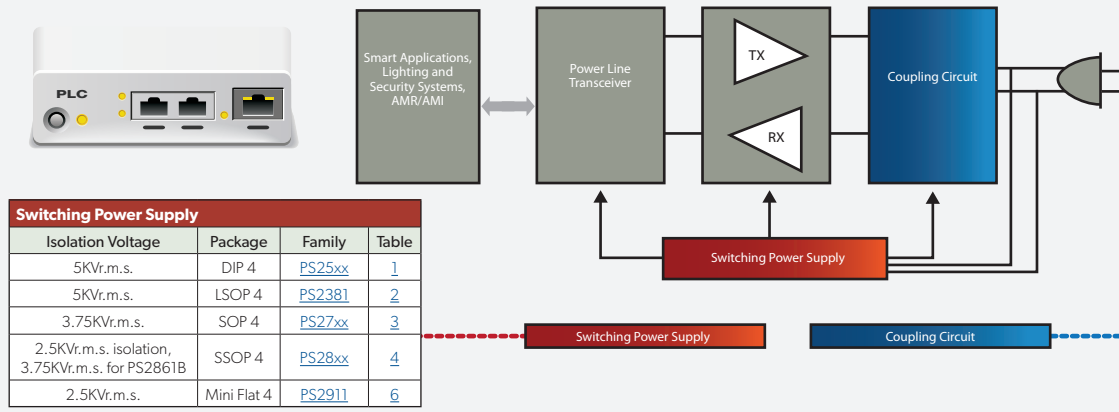 PLC
Smart Applications,
Lighting and
Security Systems,
AMR/AMI
Power Line
Transceiver
TX
RX
Coupling Circuit
Switching Power Supply
Switching Power Supply
Isolation Voltage Package Family Table
5KVr.m.s. DIP 4 PS25xx 1
5KVr.m.s. LSOP 4 PS2381 2
3.75KVr.m.s. SOP 4 PS27xx 3
2.5KVr.m.s. isolation,
3.75KVr.m.s. for PS2861B SSOP 4 PS28xx 4
2.5KVr.m.s. Mini Flat 4 PS2911 6
Switching Power Supply
Coupling Circuit